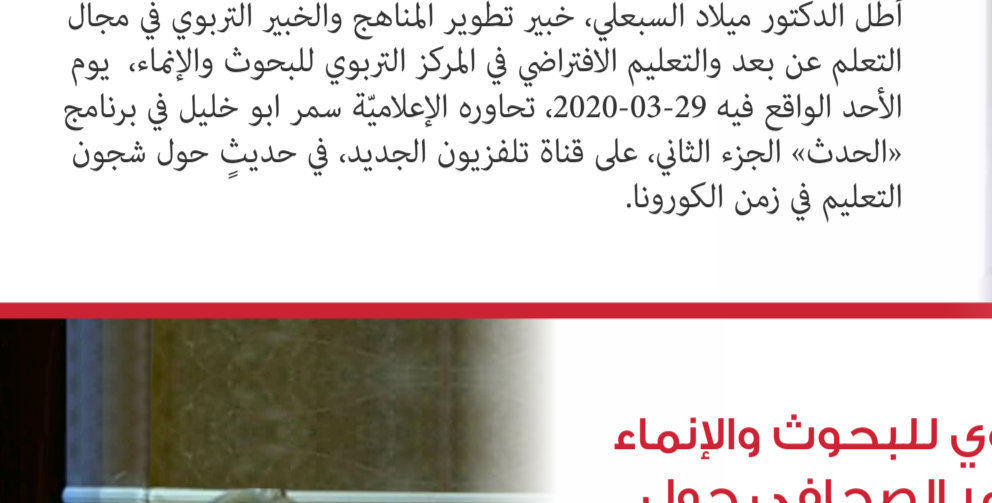 أطل الدكتور ميلاد السبعلي، خبير تطوير المناهج والخبير التربوي في مجال
التعلم عن بعد والتعليم الافتراضي في المركز التربوي للبحوث والإنماء، يوم
الأحد الواقع فيه 29-03-2020، تحاوره الإعلاميّة سمر ابو خليل في برنامج
«الحدث» الجزء الثاني، على قناة تلفزيون الجديد، في حديثٍ حول شجون
التعليم في زمن الكورونا.
للبحوث والإنماء
حول